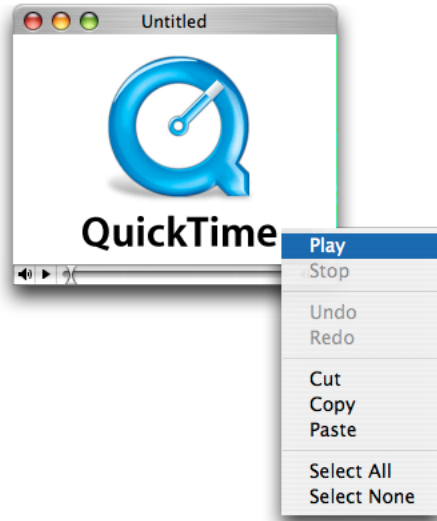 Untitled
QuickTime
Play
Stop
Undo
Redo
Cut
Copy
Paste
Select All
Select None